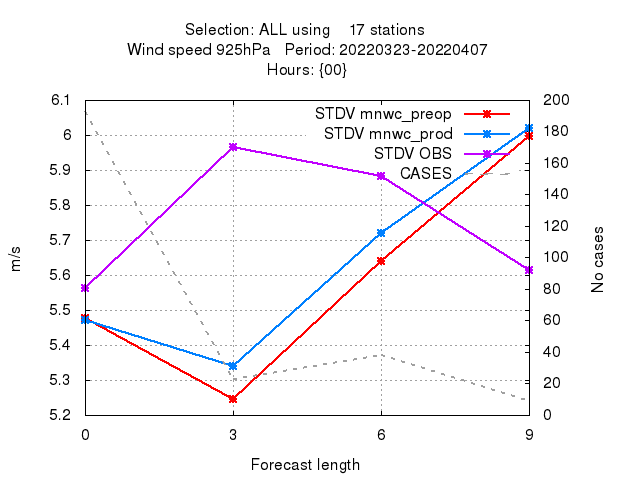 Selection: ALL using    17 stations
Wind speed 925hPa   Period: 20220323-20220407
Hours: {00}
STDV mnwc_preop
STDV mnwc_prod
STDV OBS
CASES
m/s
6.1
6
5.9
5.8
5.7
5.6
5.5
5.4
5.3
5.2
200
180
160
140
120
100
80
60
40
20
0
No cases
0 3 6 9
Forecast length